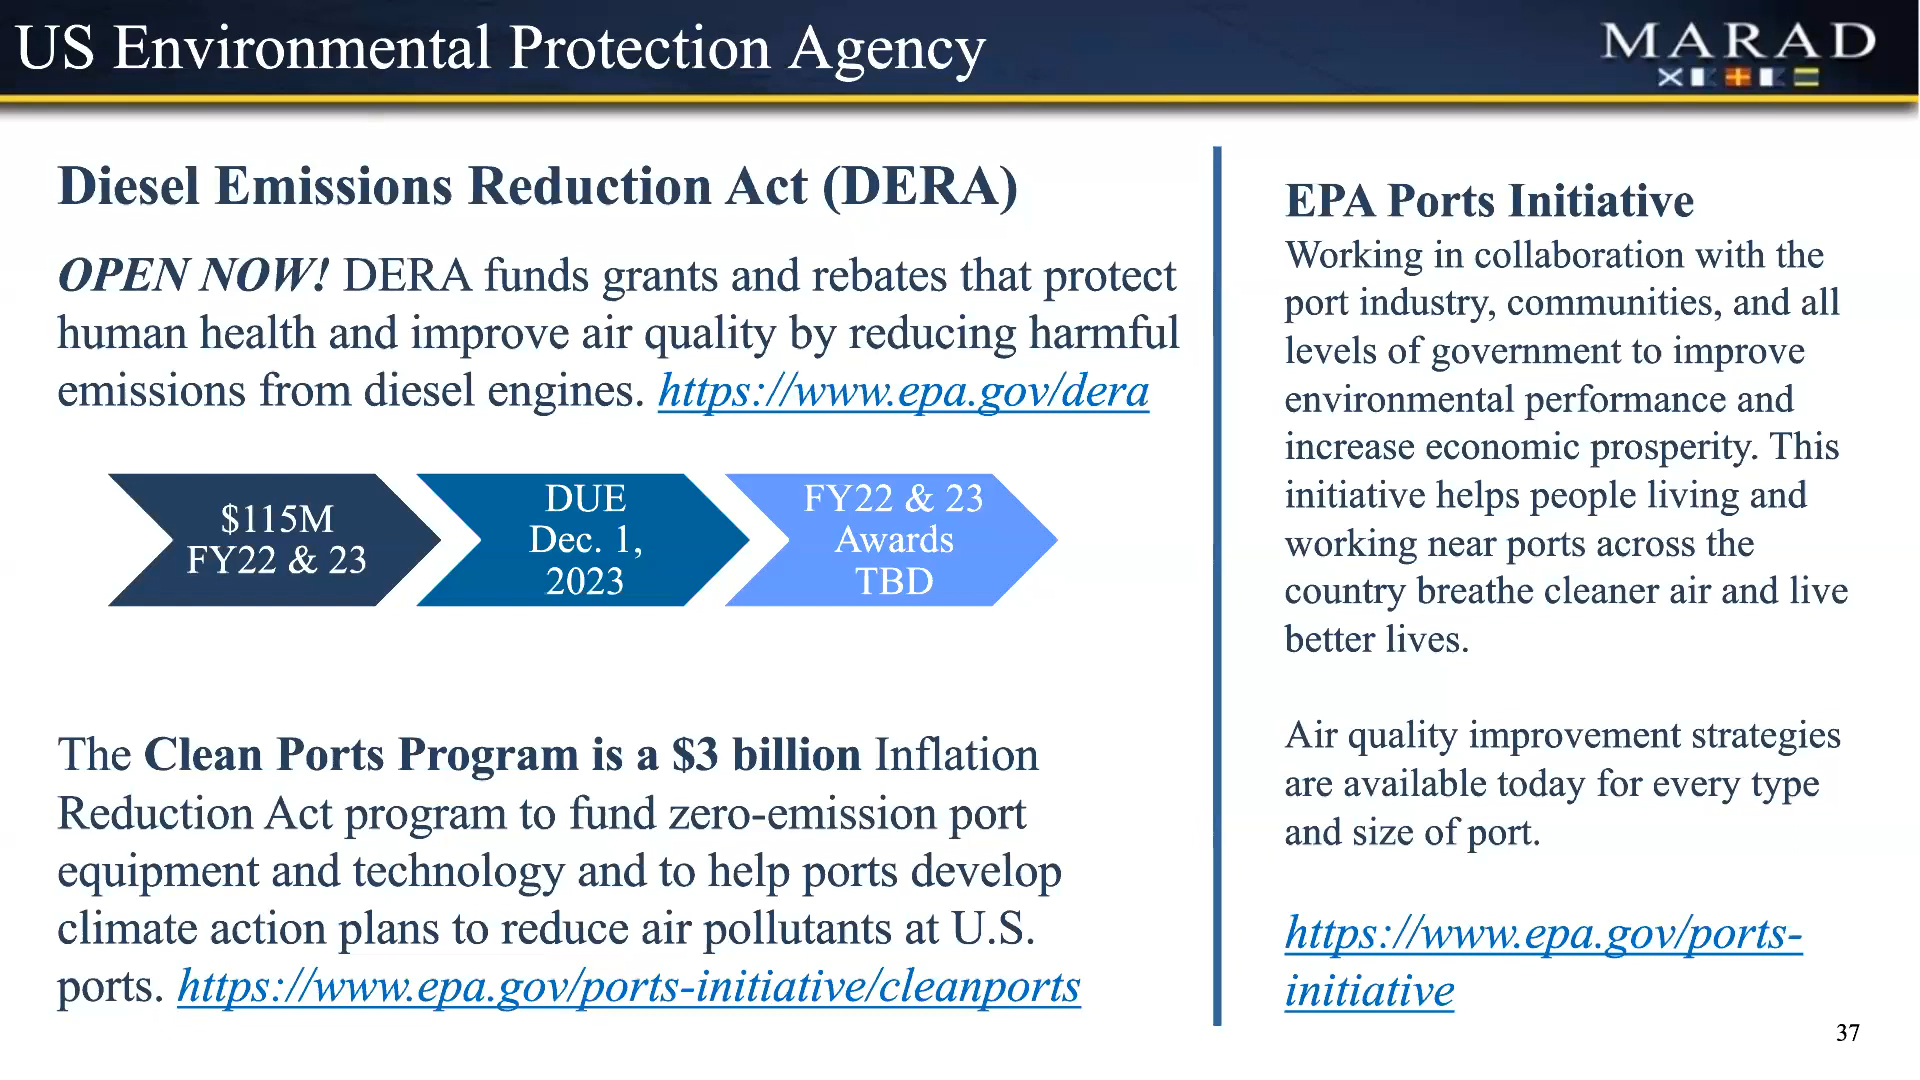 US Environmental Protection Agency
MARAD
Diesel Emissions Reduction Act (DERA)
OPEN NOW! DERA funds grants and rebates that protect
human health and improve air quality by reducing harmful
emissions from diesel engines. https://www.epa.gov/dera
$115M
FY22 & 23
DUE
Dec. 1,
2023
FY22 & 23
Awards
TBD
The Clean Ports Program is a $3 billion Inflation
Reduction Act program to fund zero-emission port
equipment and technology and to help ports develop
climate action plans to reduce air pollutants at U.S.
ports. https://www.epa.gov/ports-initiative/cleanports
EPA Ports Initiative
Working in collaboration with the
port industry, communities, and all
levels of government to improve
environmental performance and
increase economic prosperity. This
initiative helps people living and
working near ports across the
country breathe cleaner air and live
better lives.
Air quality improvement strategies
are available today for every type
and size of port.
https://www.epa.gov/ports-
initiative
37